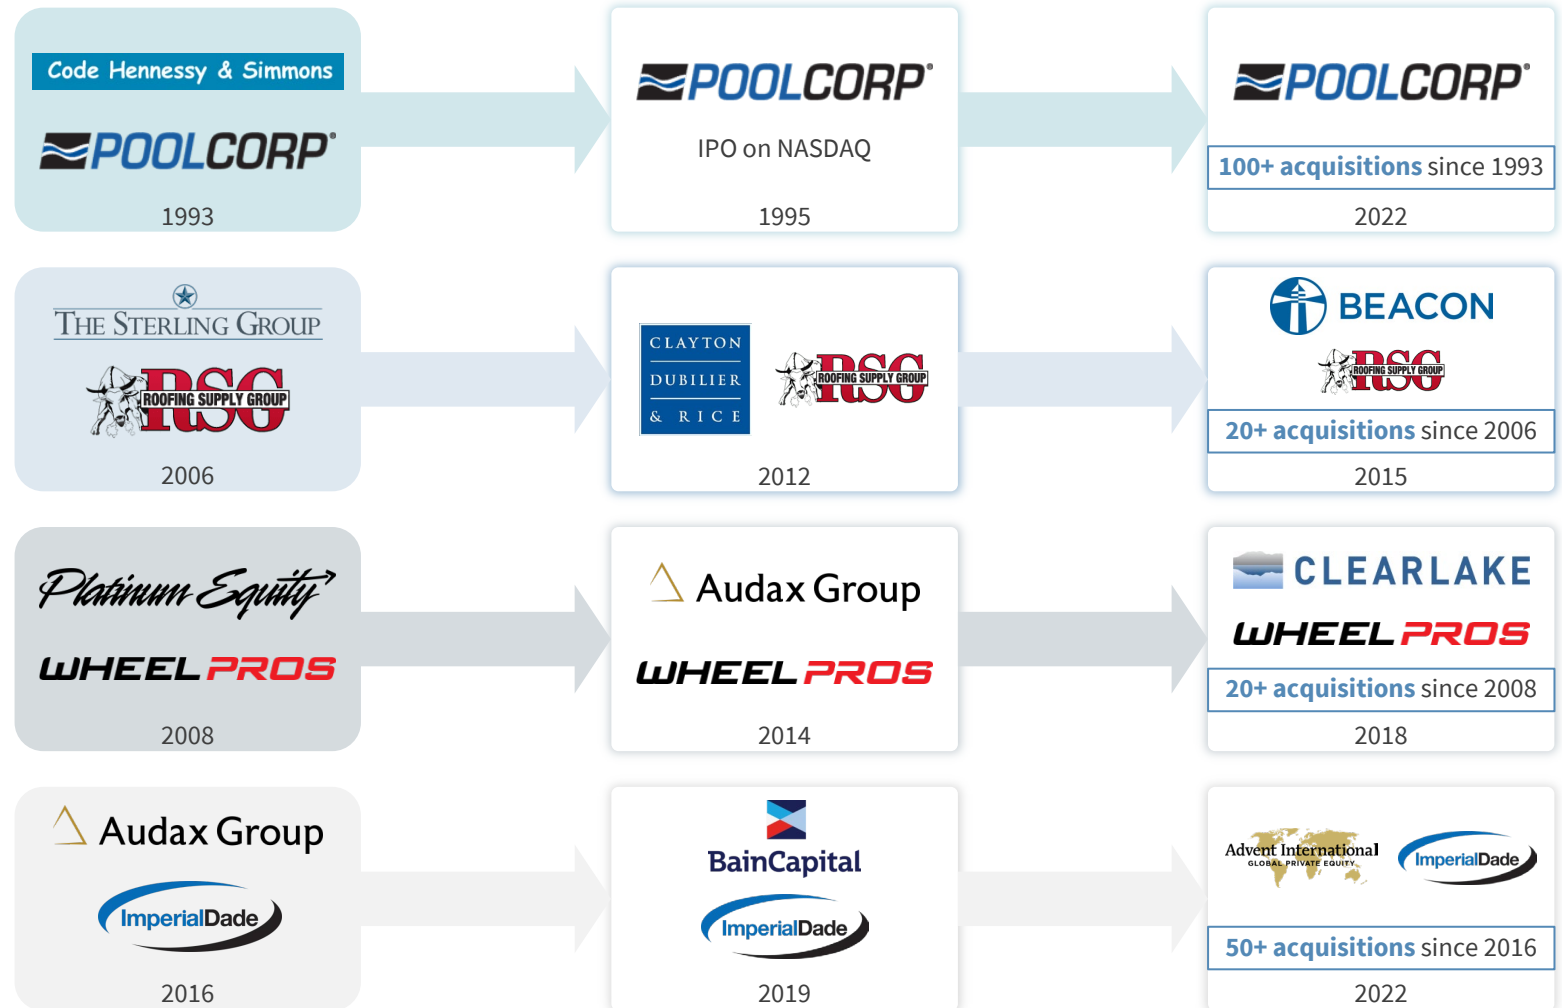 Code Hennessy & Simmons
POOLCORP®
1993
POOLCORP®
IPO on NASDAQ
1995
POOLCORP®
100+ acquisitions since 1993
2022
THE STERLING GROUP
RSG
ROOFING SUPPLY GROUP
2006
CLAYTON
DUBILIER
& RICE
RSG
ROOFING SUPPLY GROUP
2012
BEACON
RSG
ROOFING SUPPLY GROUP
20+ acquisitions since 2006
2015
Platinum Equity
WHEEL PROS
2008
Audax Group
WHEEL PROS
2014
CLEARLAKE
WHEEL PROS
20+ acquisitions since 2008
2018
Audax Group
ImperialDade
2016
BainCapital
ImperialDade
2019
Advent International
GLOBAL PRIVATE EQUITY
ImperialDade
50+ acquisitions since 2016
2022